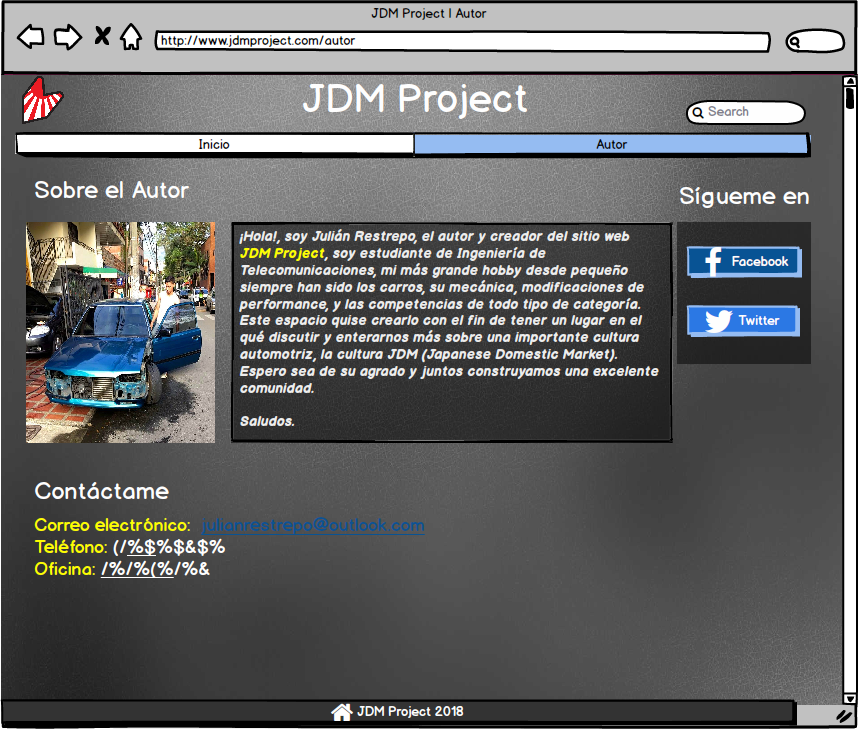 JDM Project | Autor
http://www.jdmproject.com/autor
JDM Project
Search
Inicio
Autor
Sobre el Autor
Sígueme en
¡Hola!, soy Julián Restrepo, el autor y creador del sitio web
JDM Project, soy estudiante de Ingeniería de
Telecomunicaciones, mi más grande hobby desde pequeño
siempre han sido los carros, su mecánica, modificaciones de
performance, y las competencias de todo tipo de categoría.
Este espacio quise crearlo con el fin de tener un lugar en el
qué discutir y enterarnos más sobre una importante cultura
automotriz, la cultura JDM (Japanese Domestic Market).
Espero sea de su agrado y juntos construyamos una excelente
comunidad.
Saludos.
Facebook
Twitter
Contáctame
Correo electrónico: julianrestrepo@outlook.com
Teléfono: (/%$%$&$%
Oficina: /%/%(%/%&
JDM Project 2018